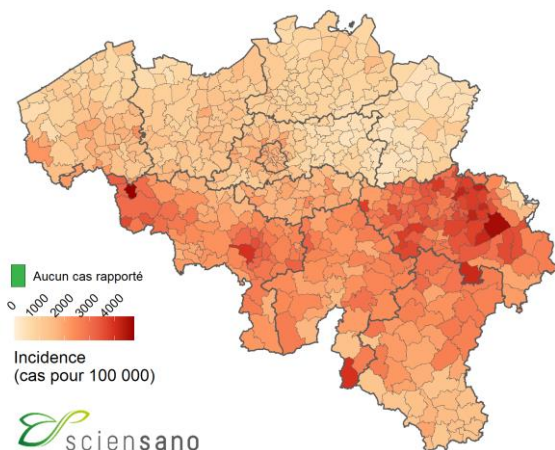 Aucun cas rapporté
0 1000 2000 3000 4000
Incidence
(cas pour 100 000)
sciensano